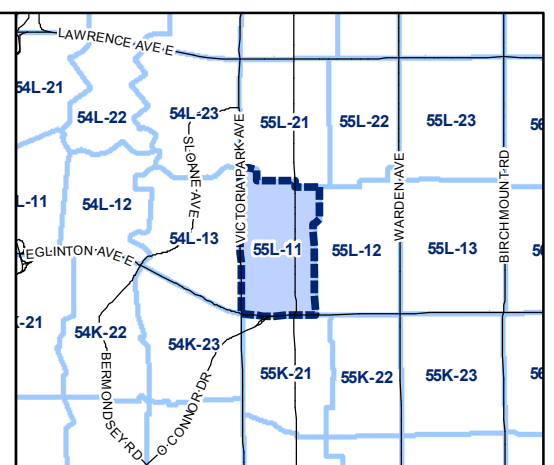 LAWRENCE AVE E
54L-21
54L-22
54L-23
55L-21
55L-22
55L-23
SLOANE AVE
VICTORIA PARK AVE
WARDEN AVE
BIRCHMOUNT RD
L-11
54L-12
54L-13
55L-11
55L-12
55L-13
EGLINTON AVE E
-21
54K-22
54K-23
55K-21
55K-22
55K-23
56
BERMONDSEY RD
O CONNOR DR